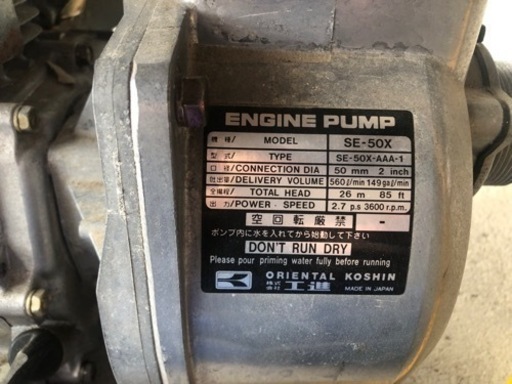 ENGINE PUMP
機種/ MODEL SE-50X
型式/ TYPE SE-50X-AAA-1
口径/CONNECTION DIA 50 mm 2 inch
吐出量/DELIVERY VOLUME 560ℓ/min 149gal/min
全揚程/ TOTAL HEAD 26 m 85 ft
出力/POWER・SPEED 2.7 p.s 3600 r.p.m.
空回転厳禁 -
ポンプ内に水を入れてから始動して下さい
DON'T RUN DRY
Please pour priming water fully before running
ORIENTAL KOSHIN
株式会社 工進 MADE IN JAPAN